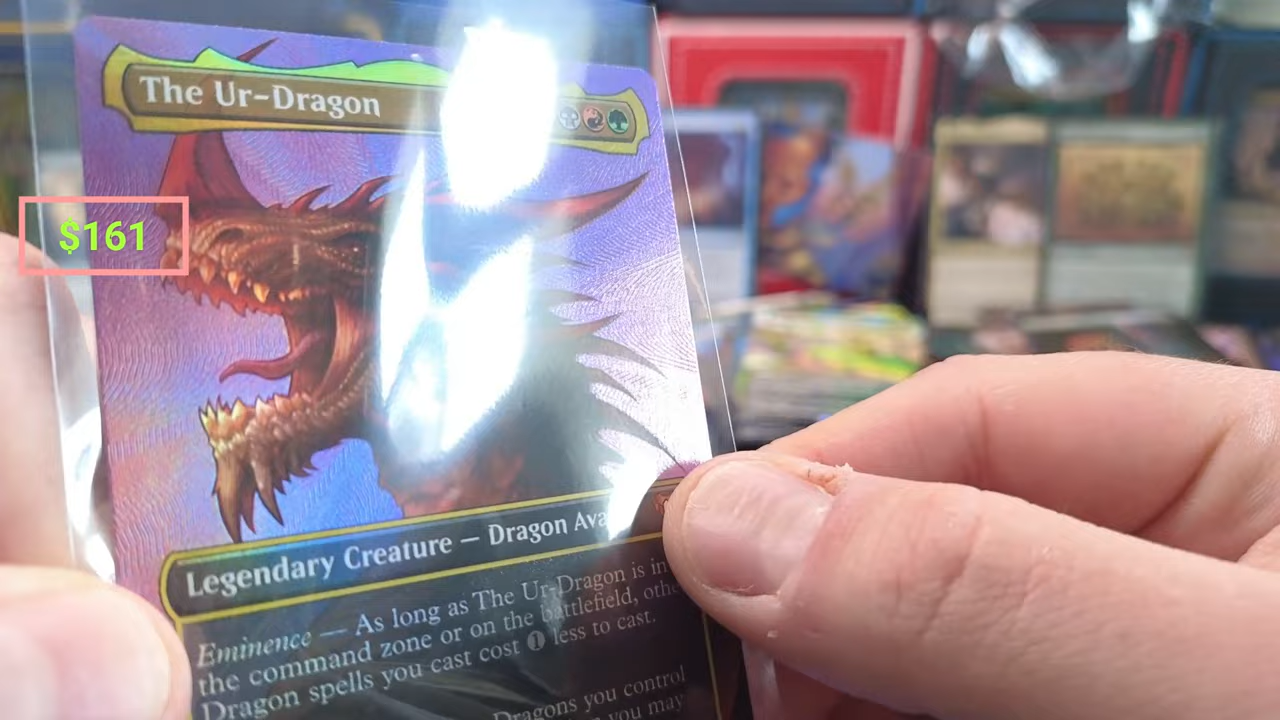 The Ur-Dragon
$161
Legendary Creature — Dragon Ava
Eminence — As long as The Ur-Dragon is in
the command zone or on the battlefield, othe
Dragon spells you cast cost 1 less to cast.
Dragons you control
you may